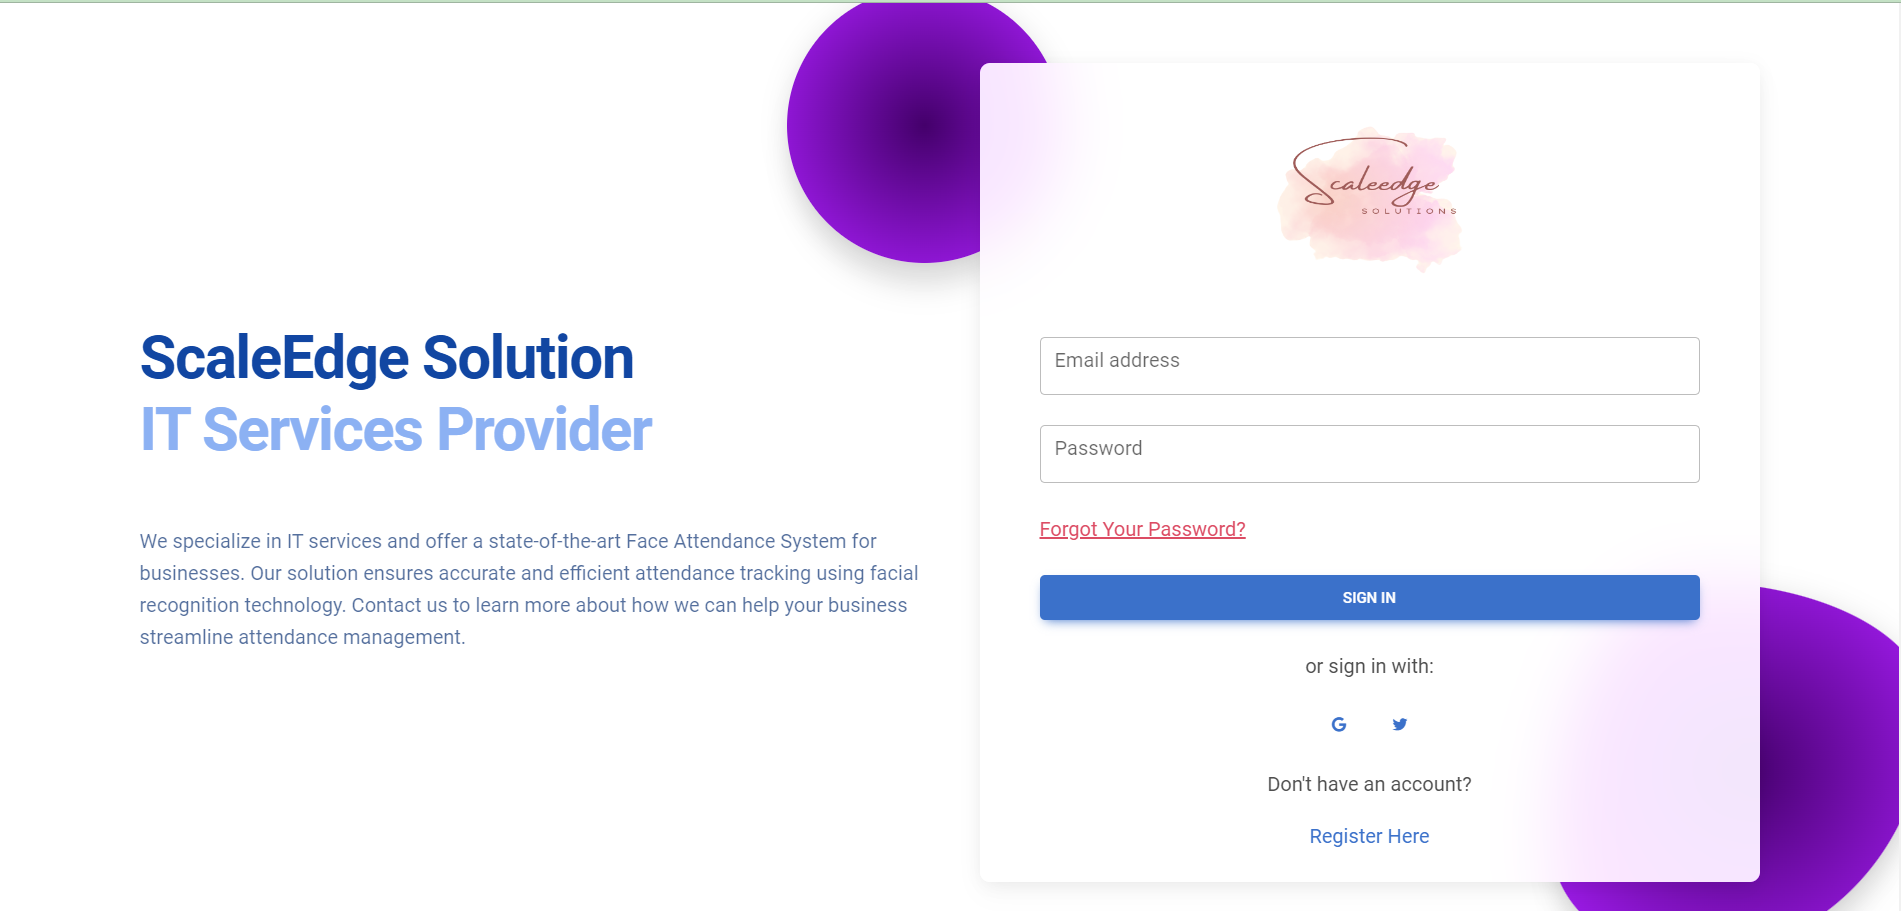 ScaleEdge Solution
IT Services Provider
We specialize in IT services and offer a state-of-the-art Face Attendance System for
businesses. Our solution ensures accurate and efficient attendance tracking using facial
recognition technology. Contact us to learn more about how we can help your business
streamline attendance management.
Scaleedge
SOLUTIONS
Email address
Password
Forgot Your Password?
SIGN IN
or sign in with:
Don't have an account?
Register Here